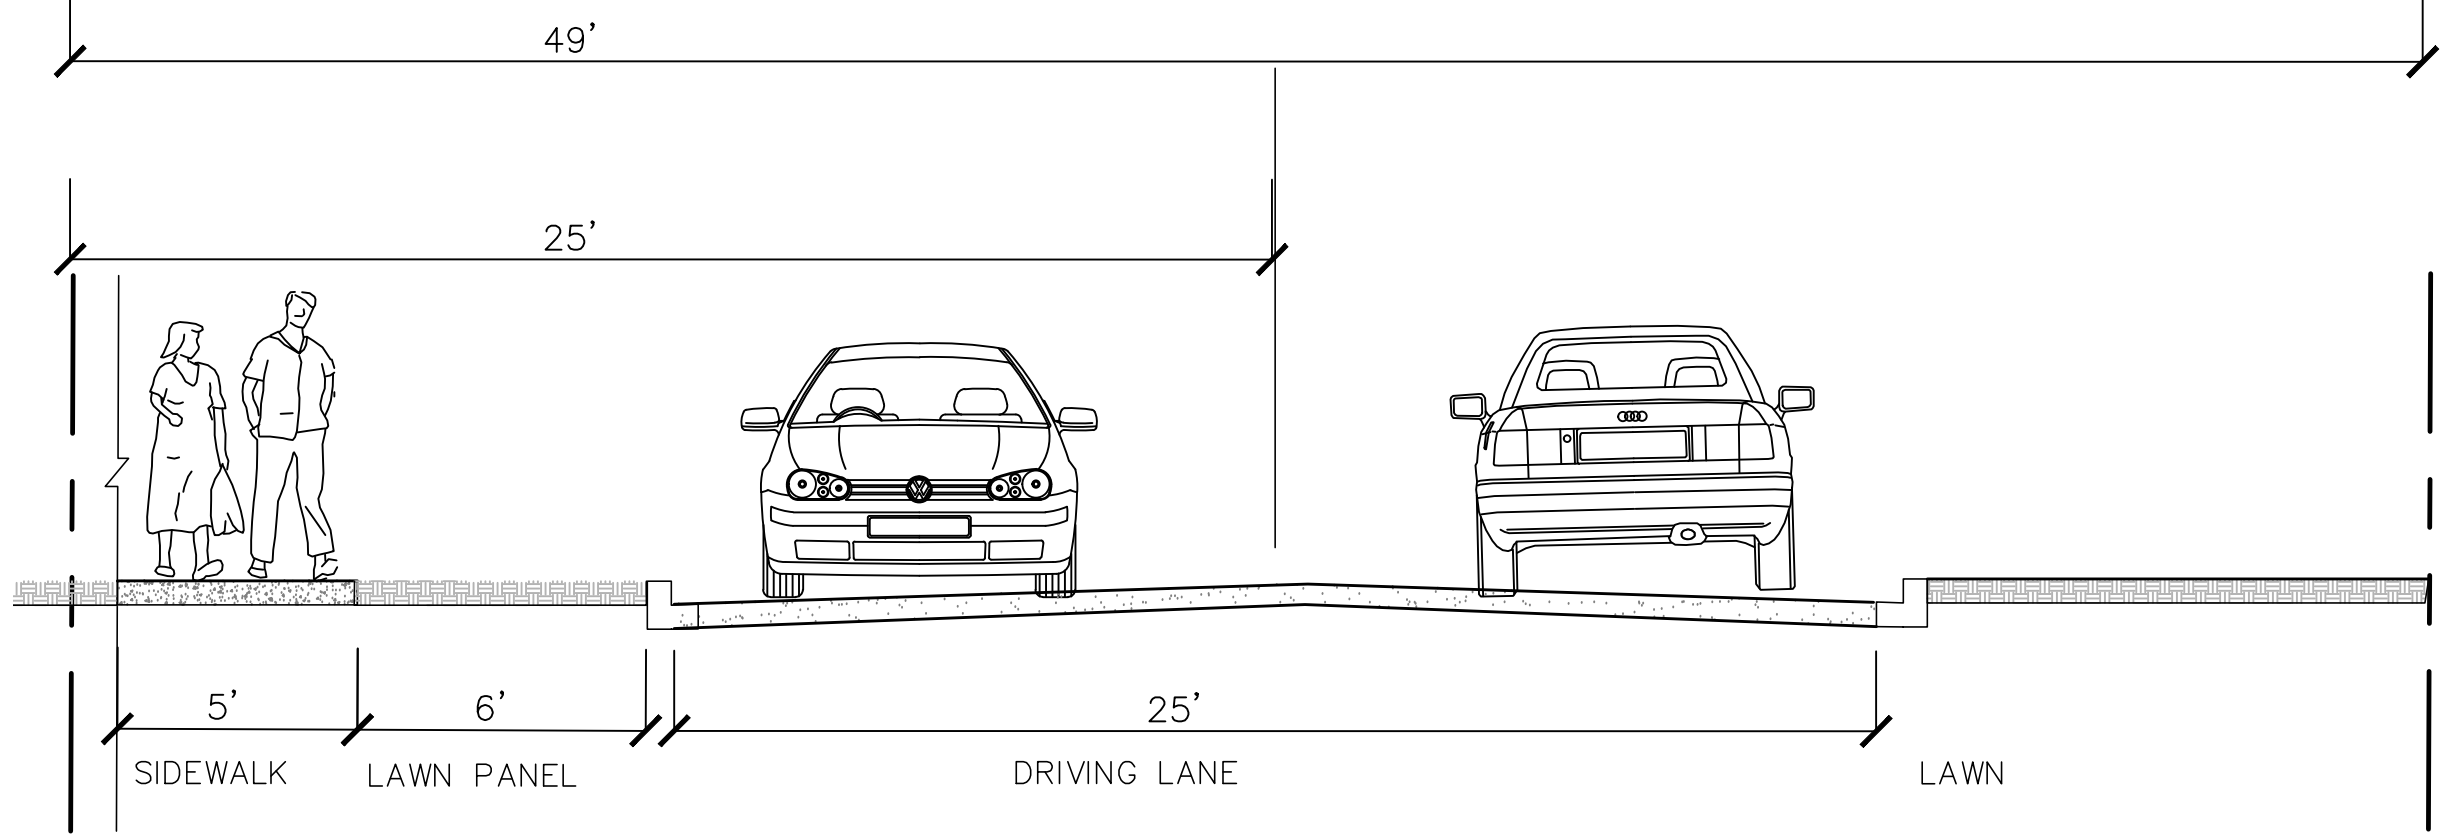 49'
25'
5'
6'
25'
SIDEWALK
LAWN PANEL
DRIVING LANE
LAWN